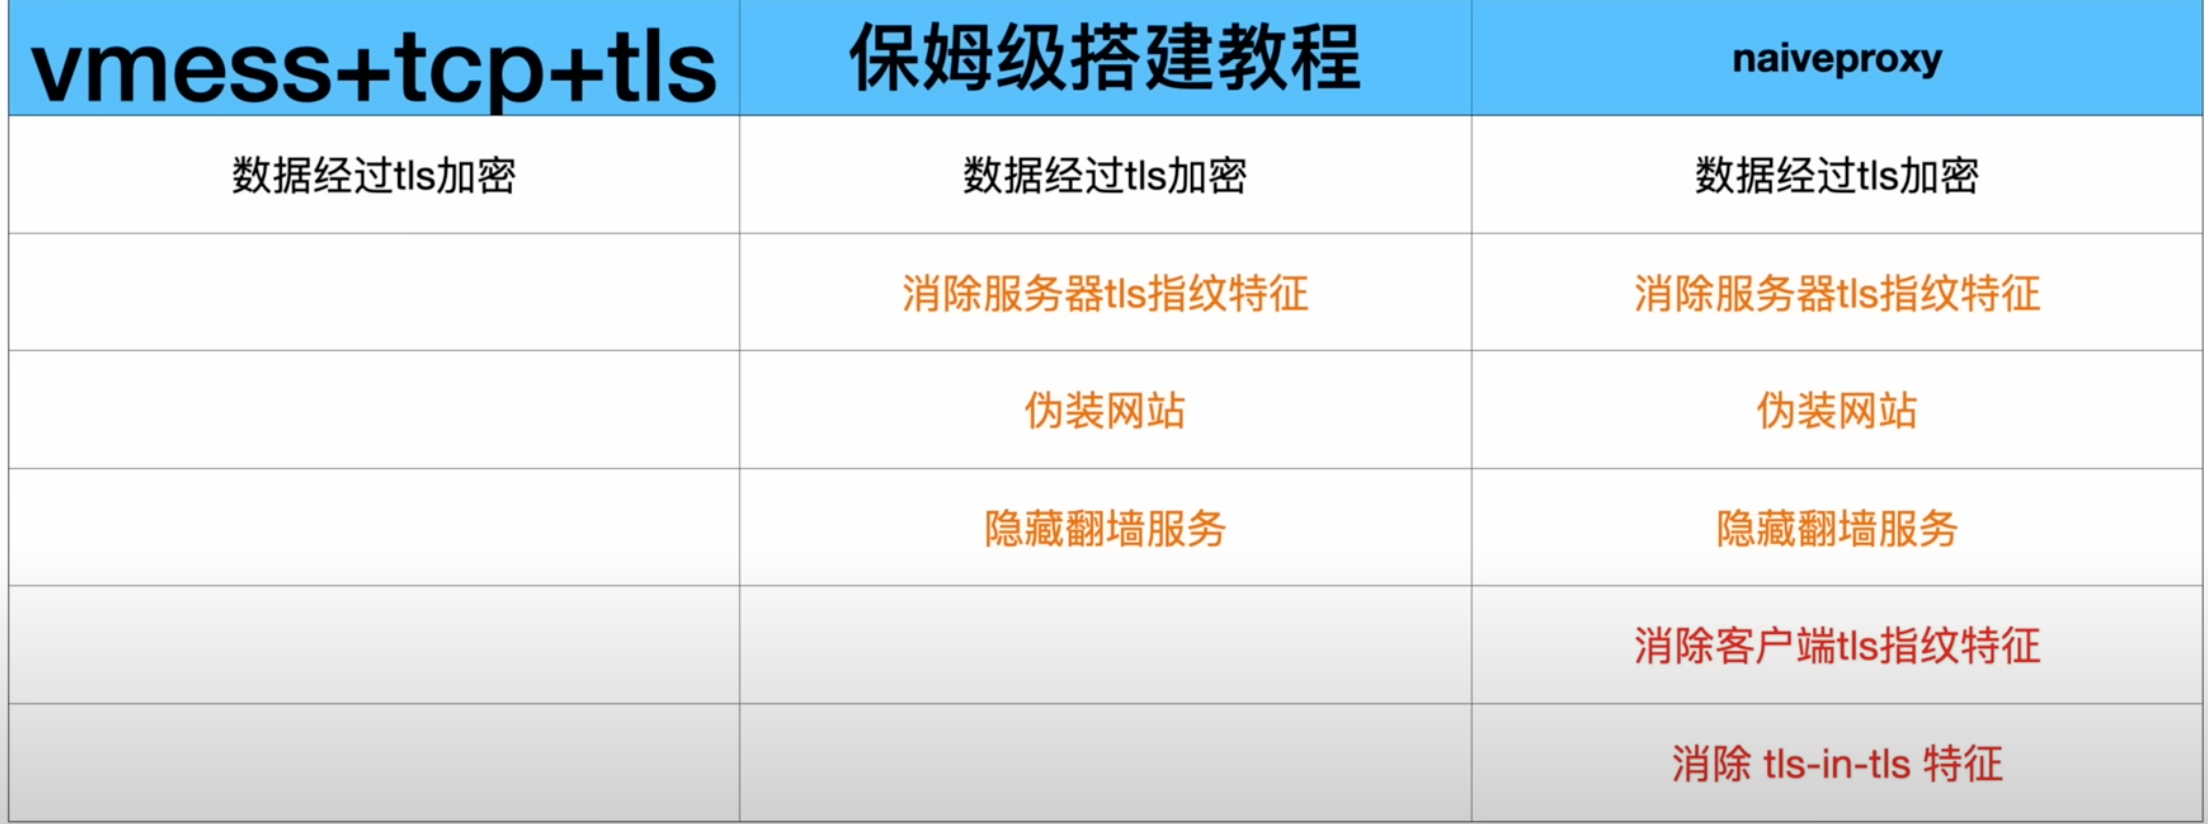 vmess+tcp+tls 保姆级搭建教程 naiveproxy
数据经过tls加密 数据经过tls加密 数据经过tls加密
消除服务器tls指纹特征 消除服务器tls指纹特征
伪装网站 伪装网站
隐藏翻墙服务 隐藏翻墙服务
消除客户端tls指纹特征
消除 tls-in-tls 特征